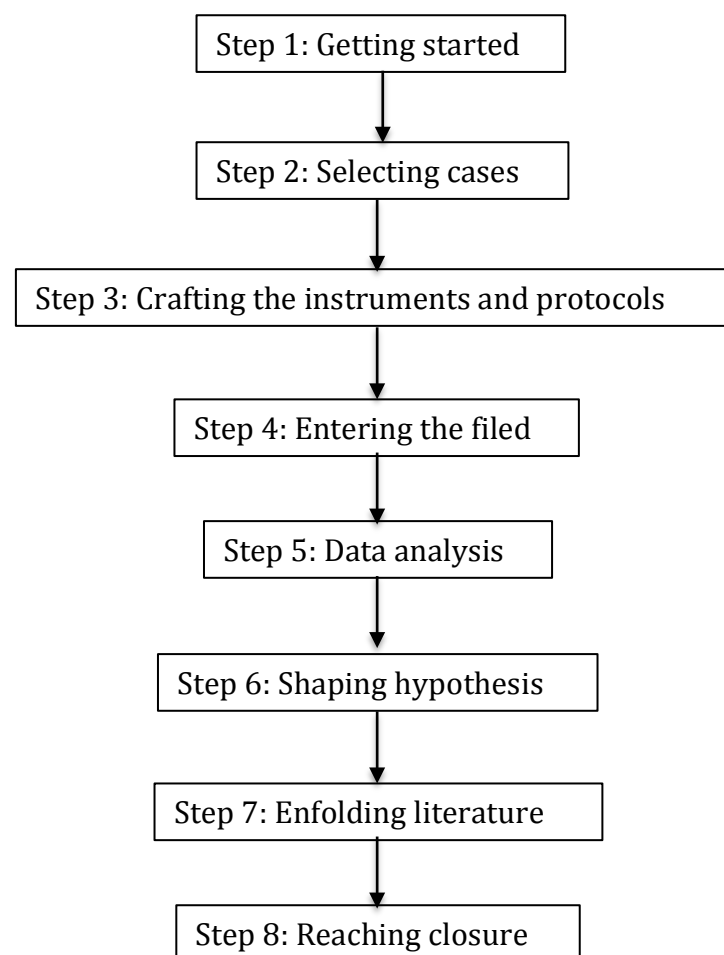 Step 1: Getting started
Step 2: Selecting cases
Step 3: Crafting the instruments and protocols
Step 4: Entering the filed
Step 5: Data analysis
Step 6: Shaping hypothesis
Step 7: Enfolding literature
Step 8: Reaching closure